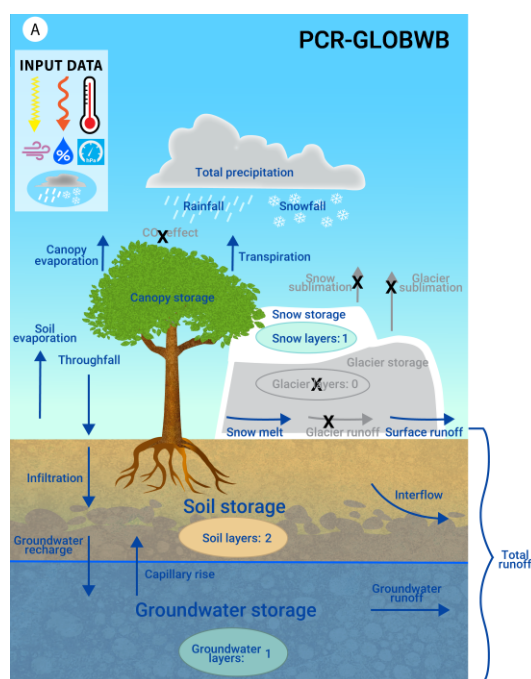 A
PCR-GLOBWB
INPUT DATA
%
hPa
Total precipitation
Rainfall
Snowfall
CO₂ effect
Canopy
evaporation
Transpiration
Snow
sublimation
Glacier
sublimation
Canopy storage
Snow storage
Snow layers: 1
Soil
evaporation
Throughfall
Glacier storage
Glacier layers: 0
Snow melt
Glacier runoff
Surface runoff
Infiltration
Interflow
Soil storage
Soil layers: 2
Groundwater
recharge
Capillary rise
Total
runoff
Groundwater storage
Groundwater
runoff
Groundwater
layers: 1